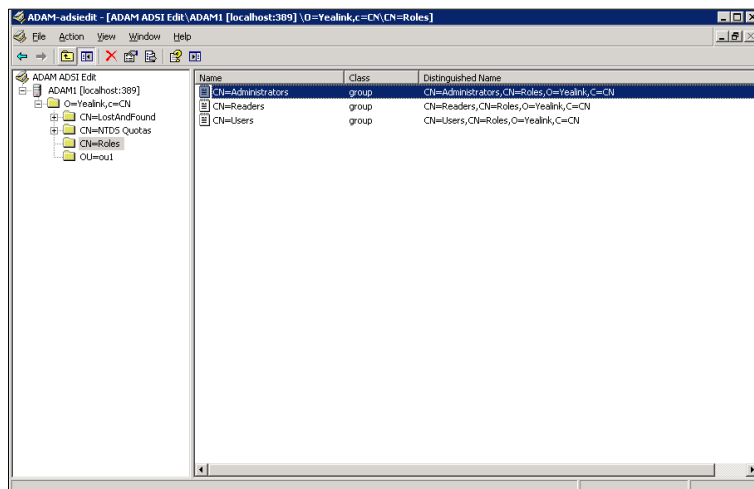 ADAM-adsiedit - [ADAM ADSI Edit\ADAM1 [localhost:389] \O=Yealink,c=CN\CN=Roles]
File Action View Window Help
ADAM ADSI Edit
ADAM1 [localhost:389]
O=Yealink,c=CN
CN=LostAndFound
CN=NTDS Quotas
CN=Roles
OU=ou1
Name Class Distinguished Name
CN=Administrators group CN=Administrators,CN=Roles,O=Yealink,C=CN
CN=Readers group CN=Readers,CN=Roles,O=Yealink,C=CN
CN=Users group CN=Users,CN=Roles,O=Yealink,C=CN